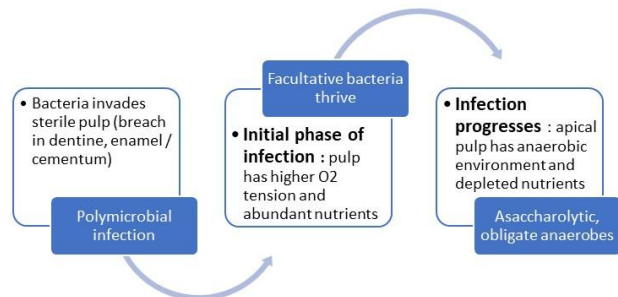 • Bacteria invades
sterile pulp (breach
in dentine, enamel /
cementum)
Polymicrobial
infection
Facultative bacteria
thrive
• Initial phase of
infection : pulp
has higher O2
tension and
abundant nutrients
• Infection
progresses : apical
pulp has anaerobic
environment and
depleted nutrients
Asaccharolytic,
obligate anaerobes